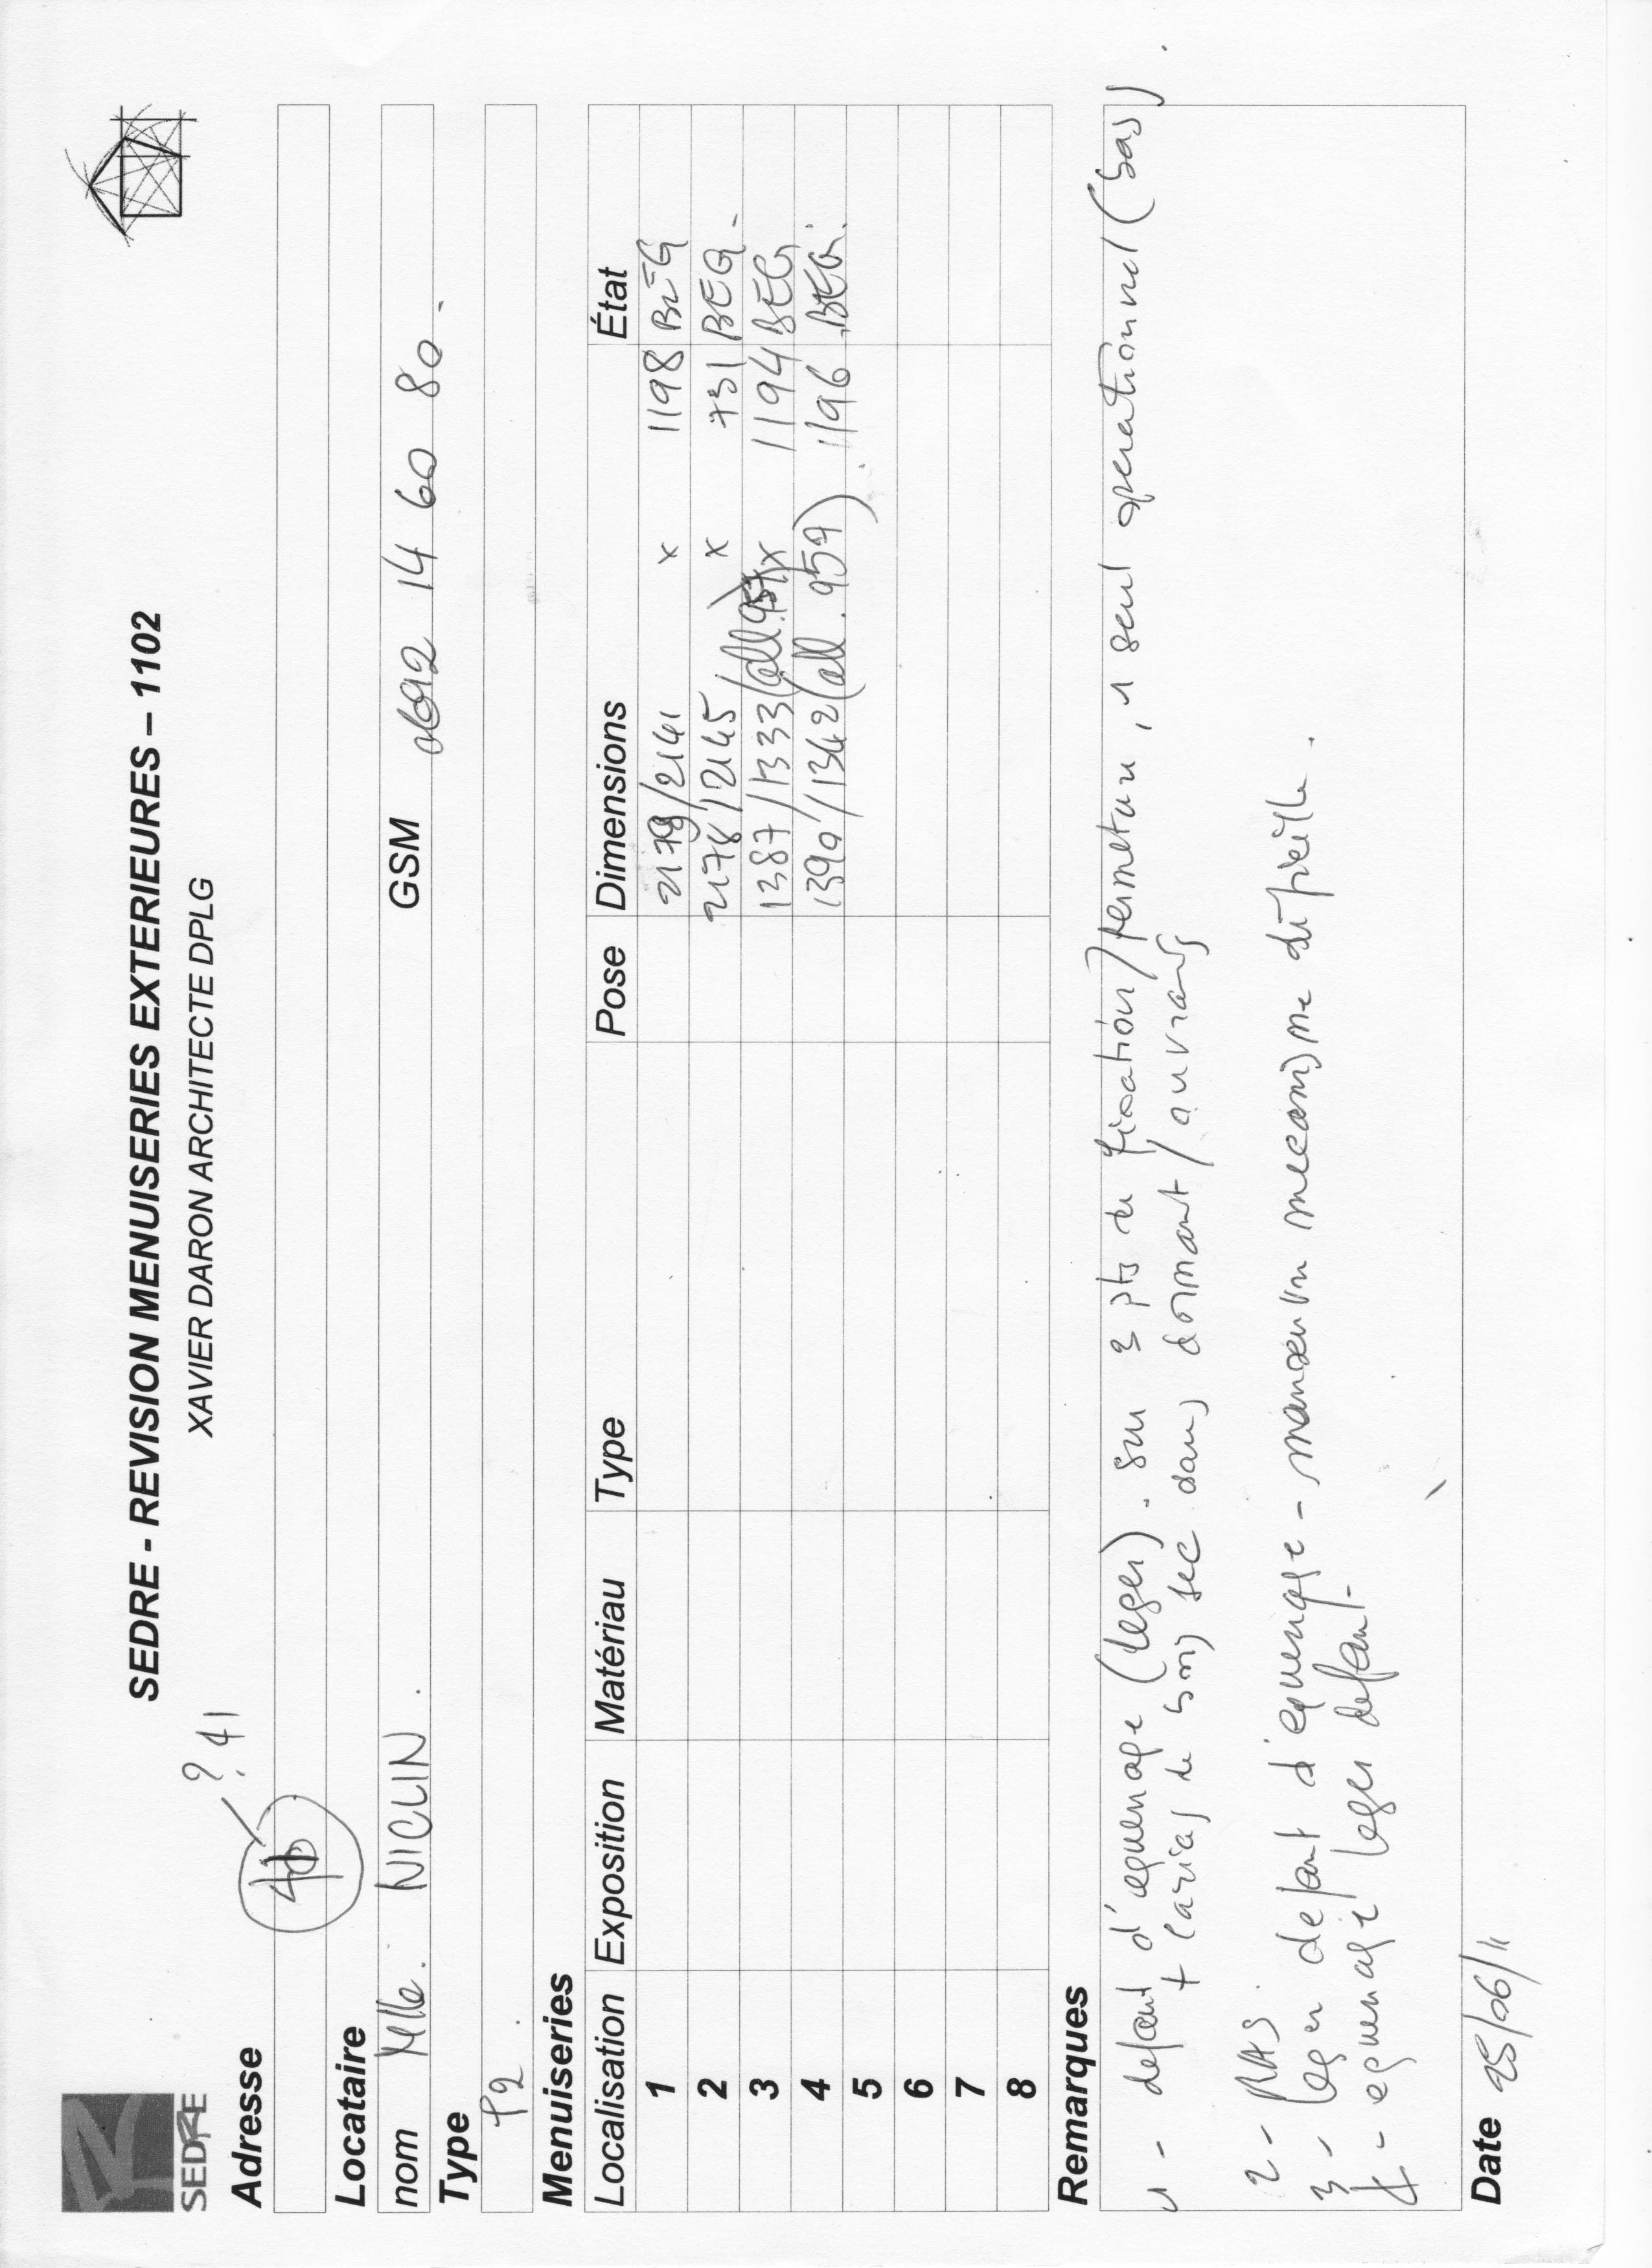 SEDRE - REVISION MENUISERIES EXTERIEURES – 1102
XAVIER DARON ARCHITECTE DPLG
SEDRE
Adresse
40 ? 41
Locataire
nom Mlle. NICLIN. GSM 0692 14 60 80.
Type
T2.
Menuiseries
Localisation Exposition Matériau Type Pose Dimensions État
1 2179/2141 x 1198 BEG
2 2178/2145 x 731 BEG-
3 1387/1333 (all. 957) x 1194 BEG
4 1390/1342 (all. 959). 1196 BEG.
5
6
7
8
Remarques
1 - defaut d'equerrage (leger). sur 3 pts de fixation/fermeture, 1 seul operationnel (bas).
+ carias de bois sec dans dormant/ouvrants
2 - RAS.
3 - leger defaut d'equerrage - manoeuvre mecanisme difficile.
4 - equerrage leger defaut-
Date 25/06/11